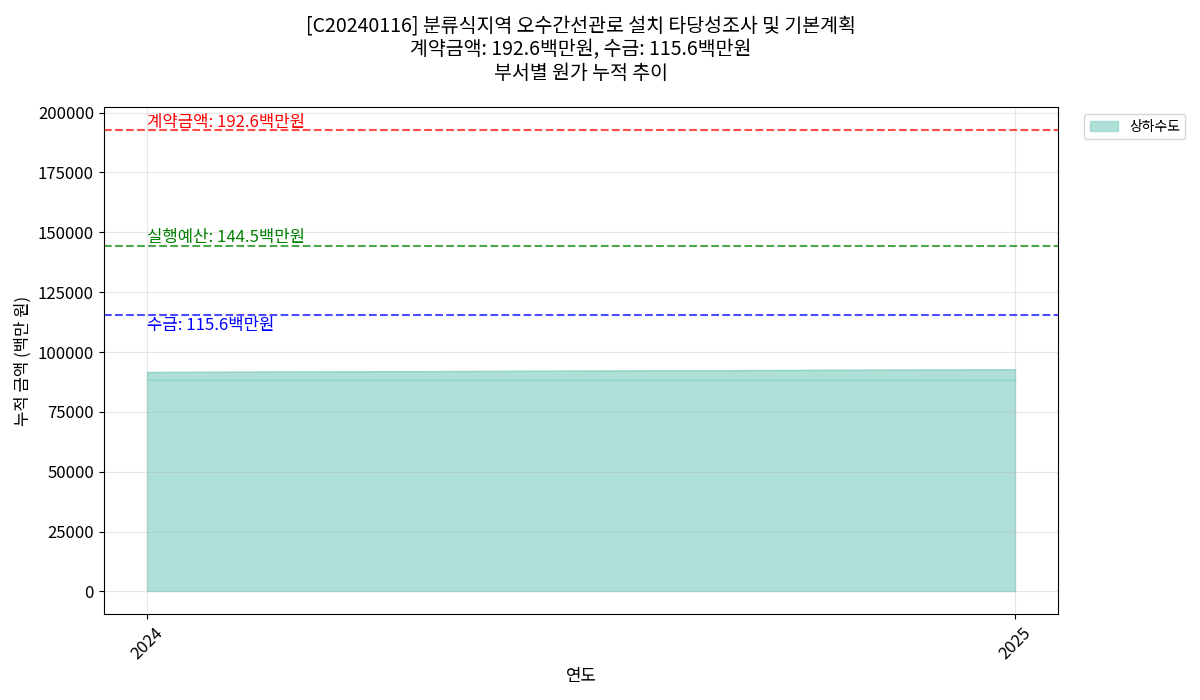 [C20240116] 분류식지역 오수간선관로 설치 타당성조사 및 기본계획
계약금액: 192.6백만원, 수금: 115.6백만원
부서별 원가 누적 추이
200000
175000
150000
125000
100000
75000
50000
25000
0
누적 금액 (백만 원)
계약금액: 192.6백만원
실행예산: 144.5백만원
수금: 115.6백만원
상하수도
2024
2025
연도